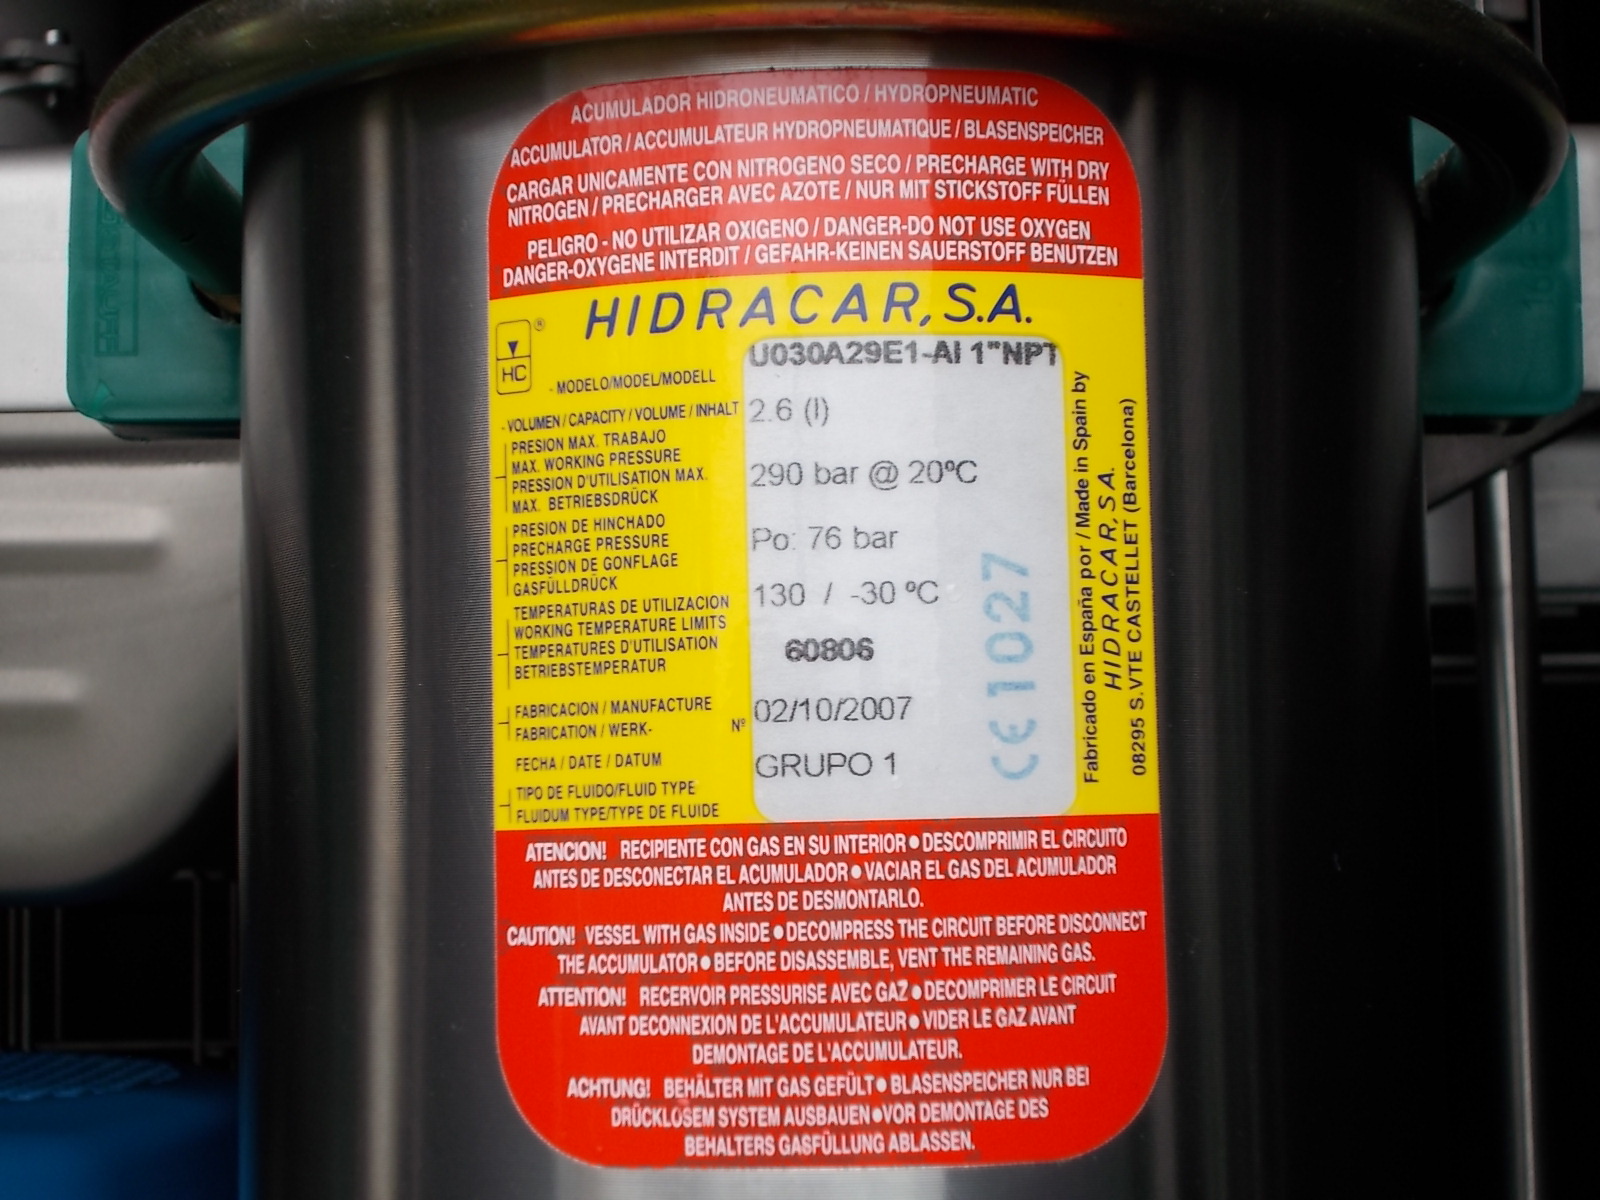 ACUMULADOR HIDRONEUMATICO / HYDROPNEUMATIC
ACCUMULATOR / ACCUMULATEUR HYDROPNEUMATIQUE / BLASENSPEICHER
CARGAR UNICAMENTE CON NITROGENO SECO / PRECHARGE WITH DRY
NITROGEN / PRECHARGER AVEC AZOTE / NUR MIT STICKSTOFF FÜLLEN
PELIGRO - NO UTILIZAR OXIGENO / DANGER-DO NOT USE OXYGEN
DANGER-OXYGENE INTERDIT / GEFAHR-KEINEN SAUERSTOFF BENUTZEN
HIDRACAR, S.A.
HC ®
- MODELO/MODEL/MODELL U030A29E1-AI 1"NPT
- VOLUMEN / CAPACITY / VOLUME / INHALT 2.6 (l)
PRESION MAX. TRABAJO
MAX. WORKING PRESSURE
PRESSION D'UTILISATION MAX.
MAX. BETRIEBSDRÜCK
290 bar @ 20ºC
PRESION DE HINCHADO
PRECHARGE PRESSURE
PRESSION DE GONFLAGE
GASFÜLLDRÜCK
Po: 76 bar
TEMPERATURAS DE UTILIZACION
WORKING TEMPERATURE LIMITS
TEMPERATURES D'UTILISATION
BETRIEBSTEMPERATUR
130 / -30 ºC
60806
FABRICACION / MANUFACTURE
FABRICATION / WERK- Nº
02/10/2007
FECHA / DATE / DATUM
GRUPO 1
TIPO DE FLUIDO/FLUID TYPE
FLUIDUM TYPE/TYPE DE FLUIDE
CE 1027
Fabricado en España por / Made in Spain by
HIDRACAR, S.A.
08295 S.VTE CASTELLET (Barcelona)
ATENCION! RECIPIENTE CON GAS EN SU INTERIOR ● DESCOMPRIMIR EL CIRCUITO
ANTES DE DESCONECTAR EL ACUMULADOR ● VACIAR EL GAS DEL ACUMULADOR
ANTES DE DESMONTARLO.
CAUTION! VESSEL WITH GAS INSIDE ● DECOMPRESS THE CIRCUIT BEFORE DISCONNECT
THE ACCUMULATOR ● BEFORE DISASSEMBLE, VENT THE REMAINING GAS.
ATTENTION! RECERVOIR PRESSURISE AVEC GAZ ● DECOMPRIMER LE CIRCUIT
AVANT DECONNEXION DE L'ACCUMULATEUR ● VIDER LE GAZ AVANT
DEMONTAGE DE L'ACCUMULATEUR.
ACHTUNG! BEHÄLTER MIT GAS GEFÜLT ● BLASENSPEICHER NUR BEI
DRÜCKLOSEM SYSTEM AUSBAUEN ● VOR DEMONTAGE DES
BEHALTERS GASFÜLLUNG ABLASSEN.